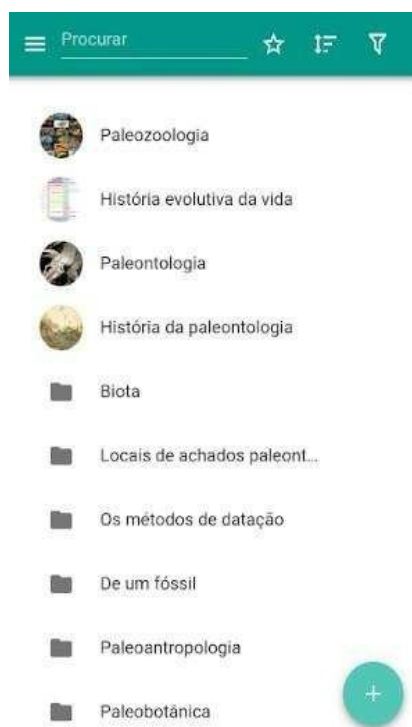 Procurar
Paleozoologia
História evolutiva da vida
Paleontologia
História da paleontologia
Biota
Locais de achados paleont...
Os métodos de datação
De um fóssil
Paleoantropologia
Paleobotânica